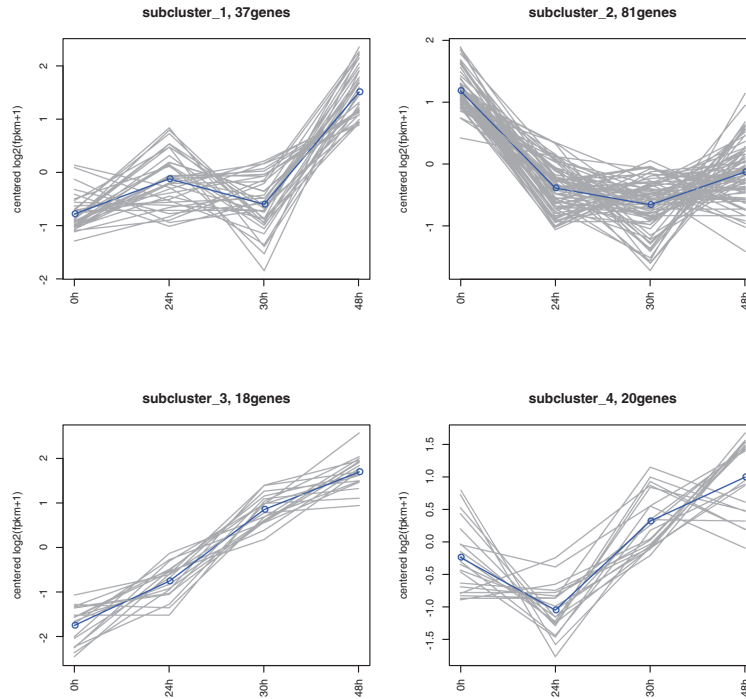 subcluster_1, 37genes
centered log2(fpkm+1)
2
1
0
-1
-2
0h
24h
30h
48h
subcluster_2, 81genes
centered log2(fpkm+1)
2
1
0
-1
0h
24h
30h
48h
subcluster_3, 18genes
centered log2(fpkm+1)
2
1
0
-1
-2
0h
24h
30h
48h
subcluster_4, 20genes
centered log2(fpkm+1)
1.5
1.0
0.5
0.0
-0.5
-1.0
-1.5
0h
24h
30h
48h